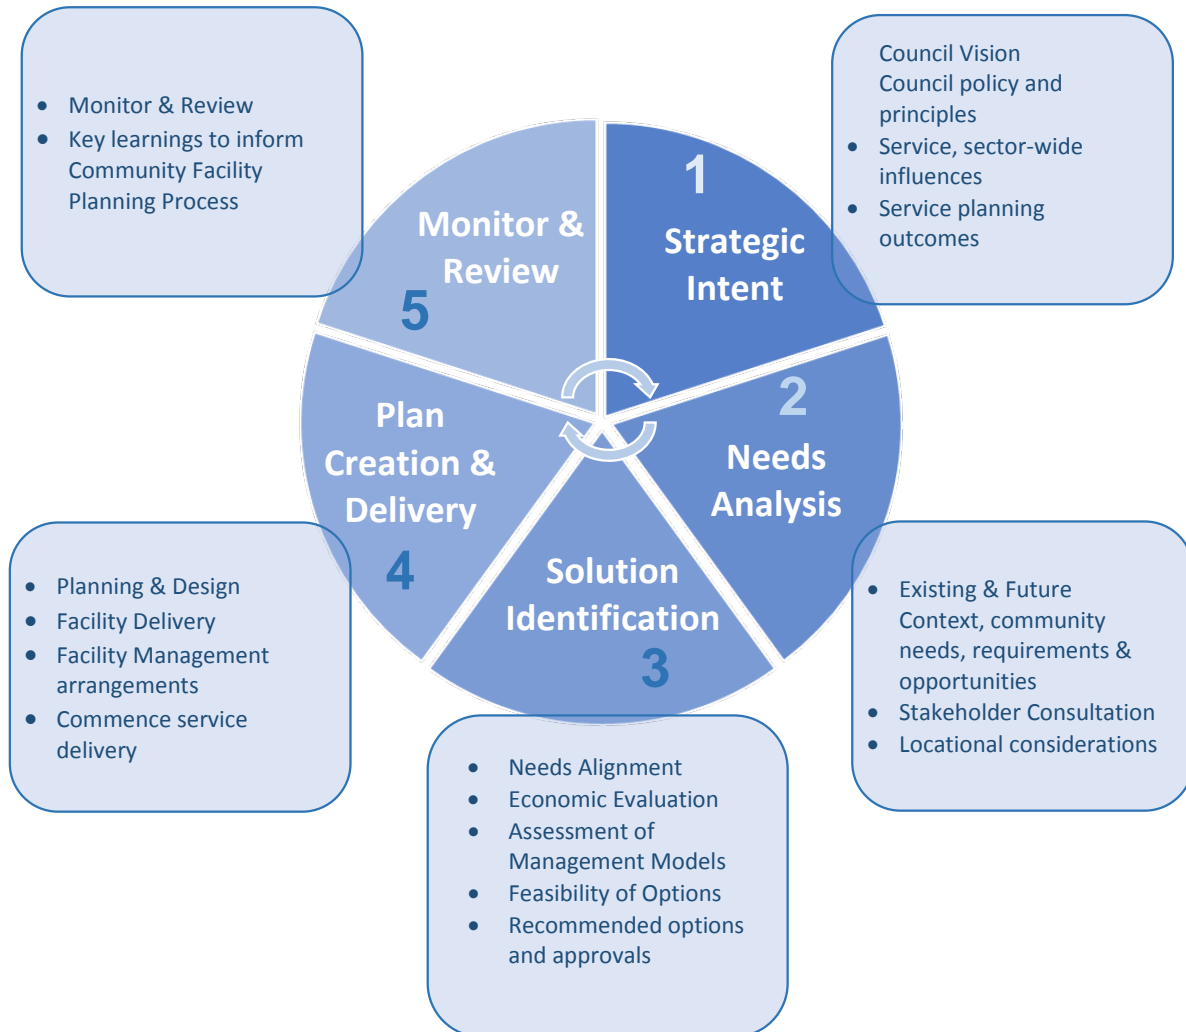 Council Vision
Council policy and
principles
• Service, sector-wide
influences
• Service planning
outcomes
1
Strategic
Intent
2
Needs
Analysis
• Existing & Future
Context, community
needs, requirements &
opportunities
• Stakeholder Consultation
• Locational considerations
Solution
Identification
3
• Needs Alignment
• Economic Evaluation
• Assessment of
Management Models
• Feasibility of Options
• Recommended options
and approvals
Plan
Creation &
Delivery
4
• Planning & Design
• Facility Delivery
• Facility Management
arrangements
• Commence service
delivery
Monitor &
Review
5
• Monitor & Review
• Key learnings to inform
Community Facility
Planning Process